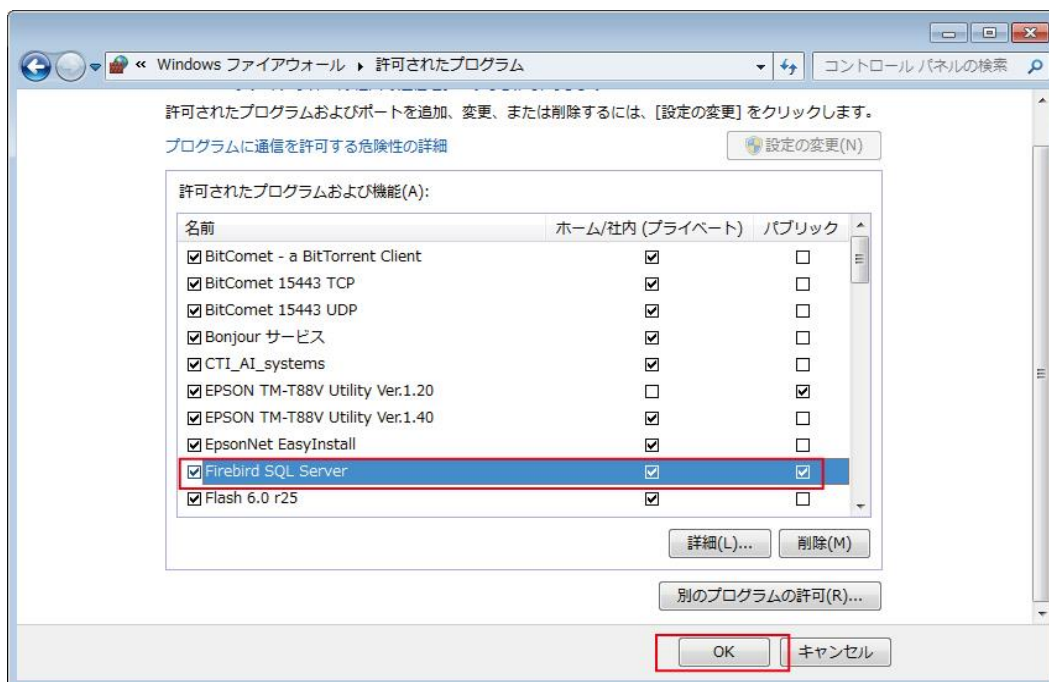 « Windows ファイアウォール ▸ 許可されたプログラム
コントロール パネルの検索
許可されたプログラムおよびポートを追加、変更、または削除するには、[設定の変更] をクリックします。
プログラムに通信を許可する危険性の詳細
設定の変更(N)
許可されたプログラムおよび機能(A):
名前 ホーム/社内 (プライベート) パブリック
BitComet - a BitTorrent Client
BitComet 15443 TCP
BitComet 15443 UDP
Bonjour サービス
CTI_AI_systems
EPSON TM-T88V Utility Ver.1.20
EPSON TM-T88V Utility Ver.1.40
EpsonNet EasyInstall
Firebird SQL Server
Flash 6.0 r25
詳細(L)... 削除(M)
別のプログラムの許可(R)...
OK キャンセル